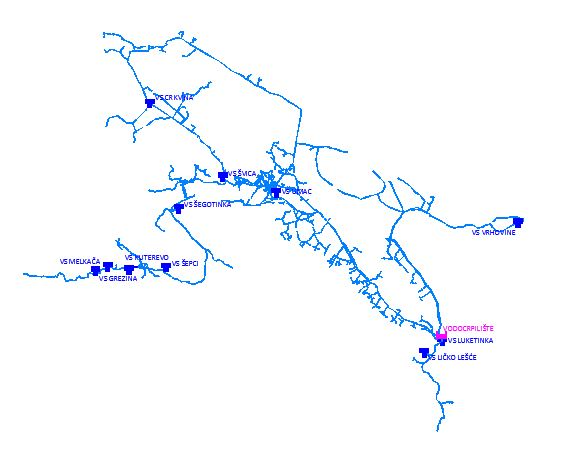 VS CRKVINA
VS ŠVICA
VS UMAC
VS ŠEGOTINKA
VS VRHOVINE
VS MELKAČA
VS KUTEREVO
VS ŠEPCI
VS GREZINA
VODOCRPILIŠTE
VS LUKETINKA
VS LIČKO LEŠĆE